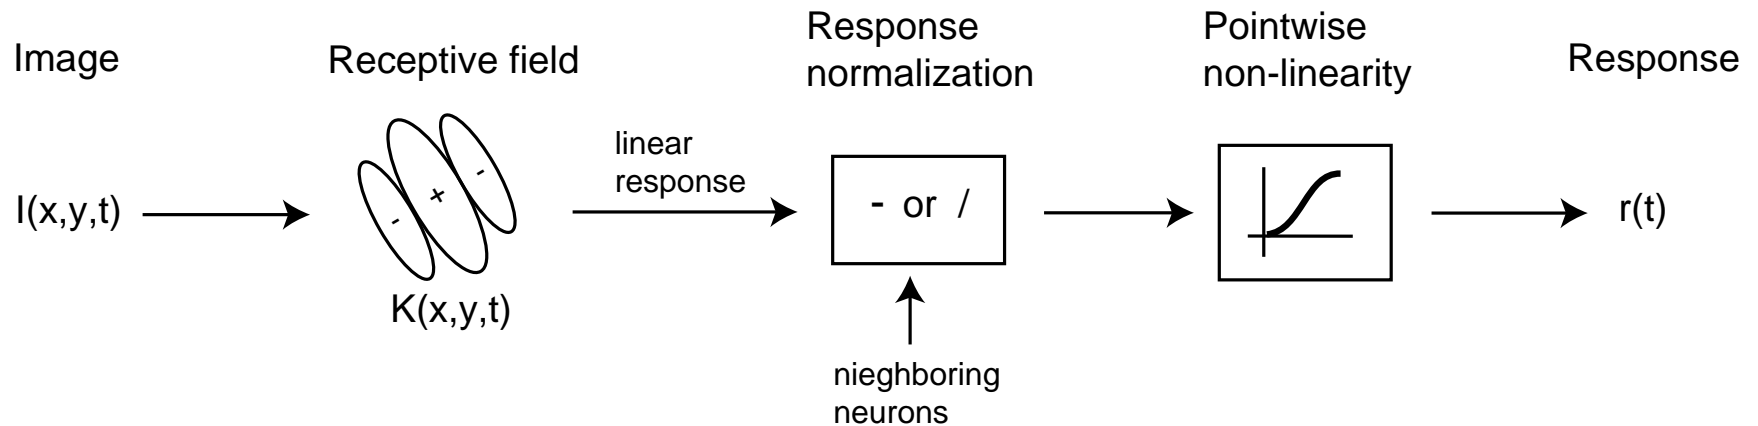 Image
Receptive field
Response
normalization
Pointwise
non-linearity
Response
I(x,y,t)
-
+
-
K(x,y,t)
linear
response
- or /
nieghboring
neurons
r(t)